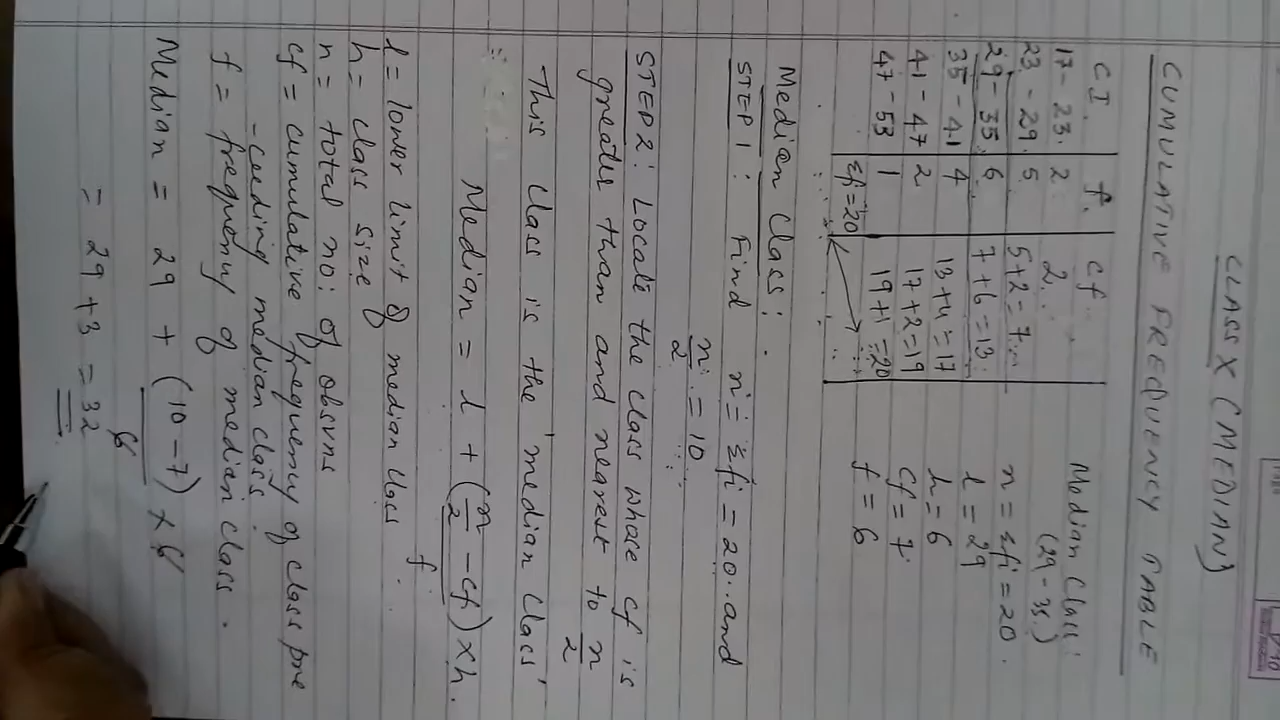 CLASS X (MEDIAN)
CUMULATIVE FREQUENCY TABLE
CI. f. cf.
17 - 23. 2 2..
23 - 29. 5 5+2 = 7...
29 - 35. 6 7+6 = 13.
35 - 41 4 13+4 = 17
41 - 47 2 17+2 = 19
47 - 53 1 19+1 = 20
Σfi = 20
Median Class:
(29 - 35.)
n = Σfi = 20.
l = 29
h = 6
cf = 7.
f = 6
Median Class:
STEP 1: Find n = Σfi = 20. and
n/2 = 10.
STEP 2: Locate the class whose cf is
greater than and nearest to n/2
This class is the 'median class'
Median = l + (n/2 - cf) × h.
f.
l = lower limit of median class
h = class size
n = total no: of obsvns
cf = cumulative frequency of class pre
-ceeding median class.
f = frequency of median class.
Median = 29 + (10 - 7) × 6
6
= 29 + 3 = 32